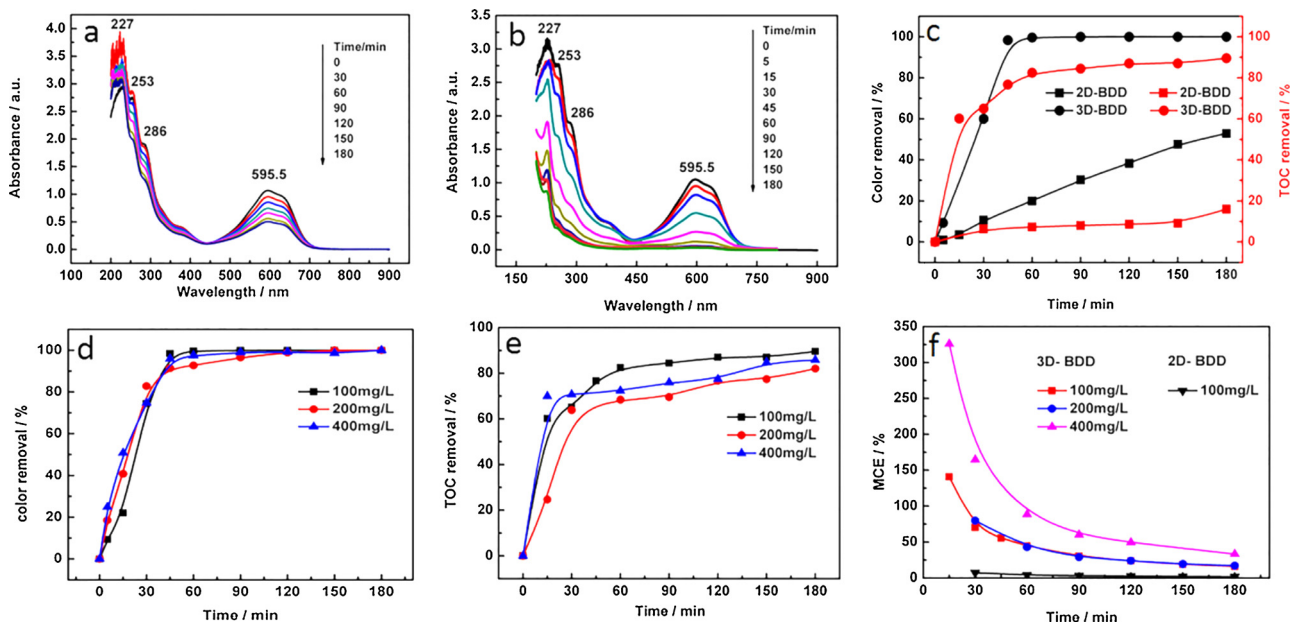 a
227
253
286
595.5
Time/min
0
30
60
90
120
150
180
4.0
3.5
3.0
2.5
2.0
1.5
1.0
0.5
0.0
Absorbance / a.u.
100 200 300 400 500 600 700 800 900
Wavelength / nm
b
227
253
286
595.5
Time/min
0
5
15
30
45
60
90
120
150
180
3.5
3.0
2.5
2.0
1.5
1.0
0.5
0.0
Absorbance / a.u.
150 300 450 600 750 900
Wavelength / nm
c
2D-BDD 2D-BDD
3D-BDD 3D-BDD
100
80
60
40
20
0
Color removal / %
100
80
60
40
20
0
TOC removal / %
0 30 60 90 120 150 180
Time / min
d
100mg/L
200mg/L
400mg/L
100
80
60
40
20
0
color removal / %
0 30 60 90 120 150 180
Time / min
e
100mg/L
200mg/L
400mg/L
100
80
60
40
20
0
TOC removal / %
0 30 60 90 120 150 180
Time / min
f
3D- BDD 2D- BDD
100mg/L 100mg/L
200mg/L
400mg/L
350
300
250
200
150
100
50
0
MCE / %
0 30 60 90 120 150 180
Time / min